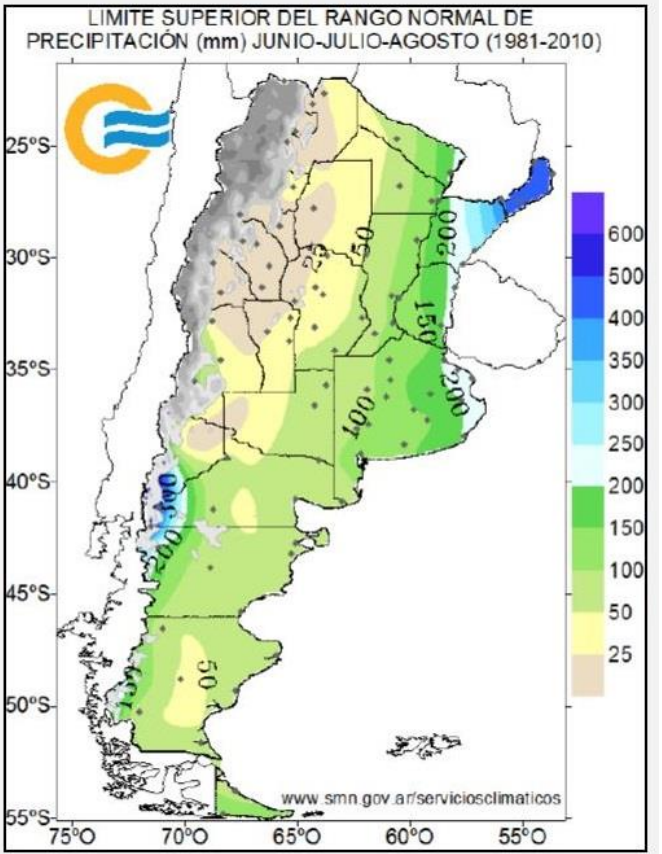 LIMITE SUPERIOR DEL RANGO NORMAL DE
PRECIPITACIÓN (mm) JUNIO-JULIO-AGOSTO (1981-2010)
25°S
30°S
35°S
40°S
45°S
50°S
55°S
75°O
70°O
65°O
60°O
55°O
25
50
200
150
200
100
300
200
150
50
600
500
400
350
300
250
200
150
100
50
25
www.smn.gov.ar/serviciosclimaticos